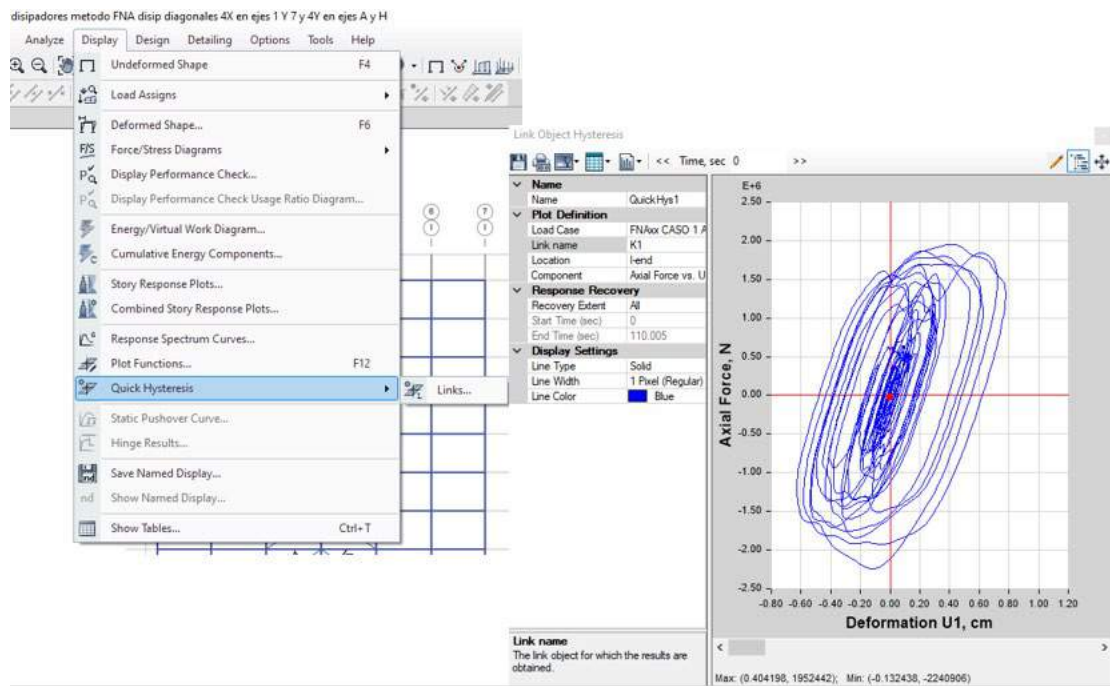 disipadores metodo FNA disip diagonales 4X en ejes 1 Y 7 y 4Y en ejes A y H
Analyze Display Design Detailing Options Tools Help
Undeformed Shape F4
Load Assigns
Deformed Shape... F6
F/S Force/Stress Diagrams
Display Performance Check...
Display Performance Check Usage Ratio Diagram...
Energy/Virtual Work Diagram...
Cumulative Energy Components...
Story Response Plots...
Combined Story Response Plots...
Response Spectrum Curves...
Plot Functions... F12
Quick Hysteresis
Links...
Static Pushover Curve...
Hinge Results...
Save Named Display...
nd Show Named Display...
Show Tables... Ctrl+T
6 7
Link Object Hysteresis
<< Time, sec 0 >>
Name
Name QuickHys1
Plot Definition
Load Case FNAxx CASO 1 A
Link name K1
Location I-end
Component Axial Force vs. U
Response Recovery
Recovery Extent All
Start Time (sec) 0
End Time (sec) 110.005
Display Settings
Line Type Solid
Line Width 1 Pixel (Regular)
Line Color Blue
Link name
The link object for which the results are
obtained.
E+6
2.50
2.00
1.50
1.00
0.50
0.00
-0.50
-1.00
-1.50
-2.00
-2.50
Axial Force, N
-0.80 -0.60 -0.40 -0.20 0.00 0.20 0.40 0.60 0.80 1.00 1.20
Deformation U1, cm
Max: (0.404198, 1952442); Min: (-0.132438, -2240906)